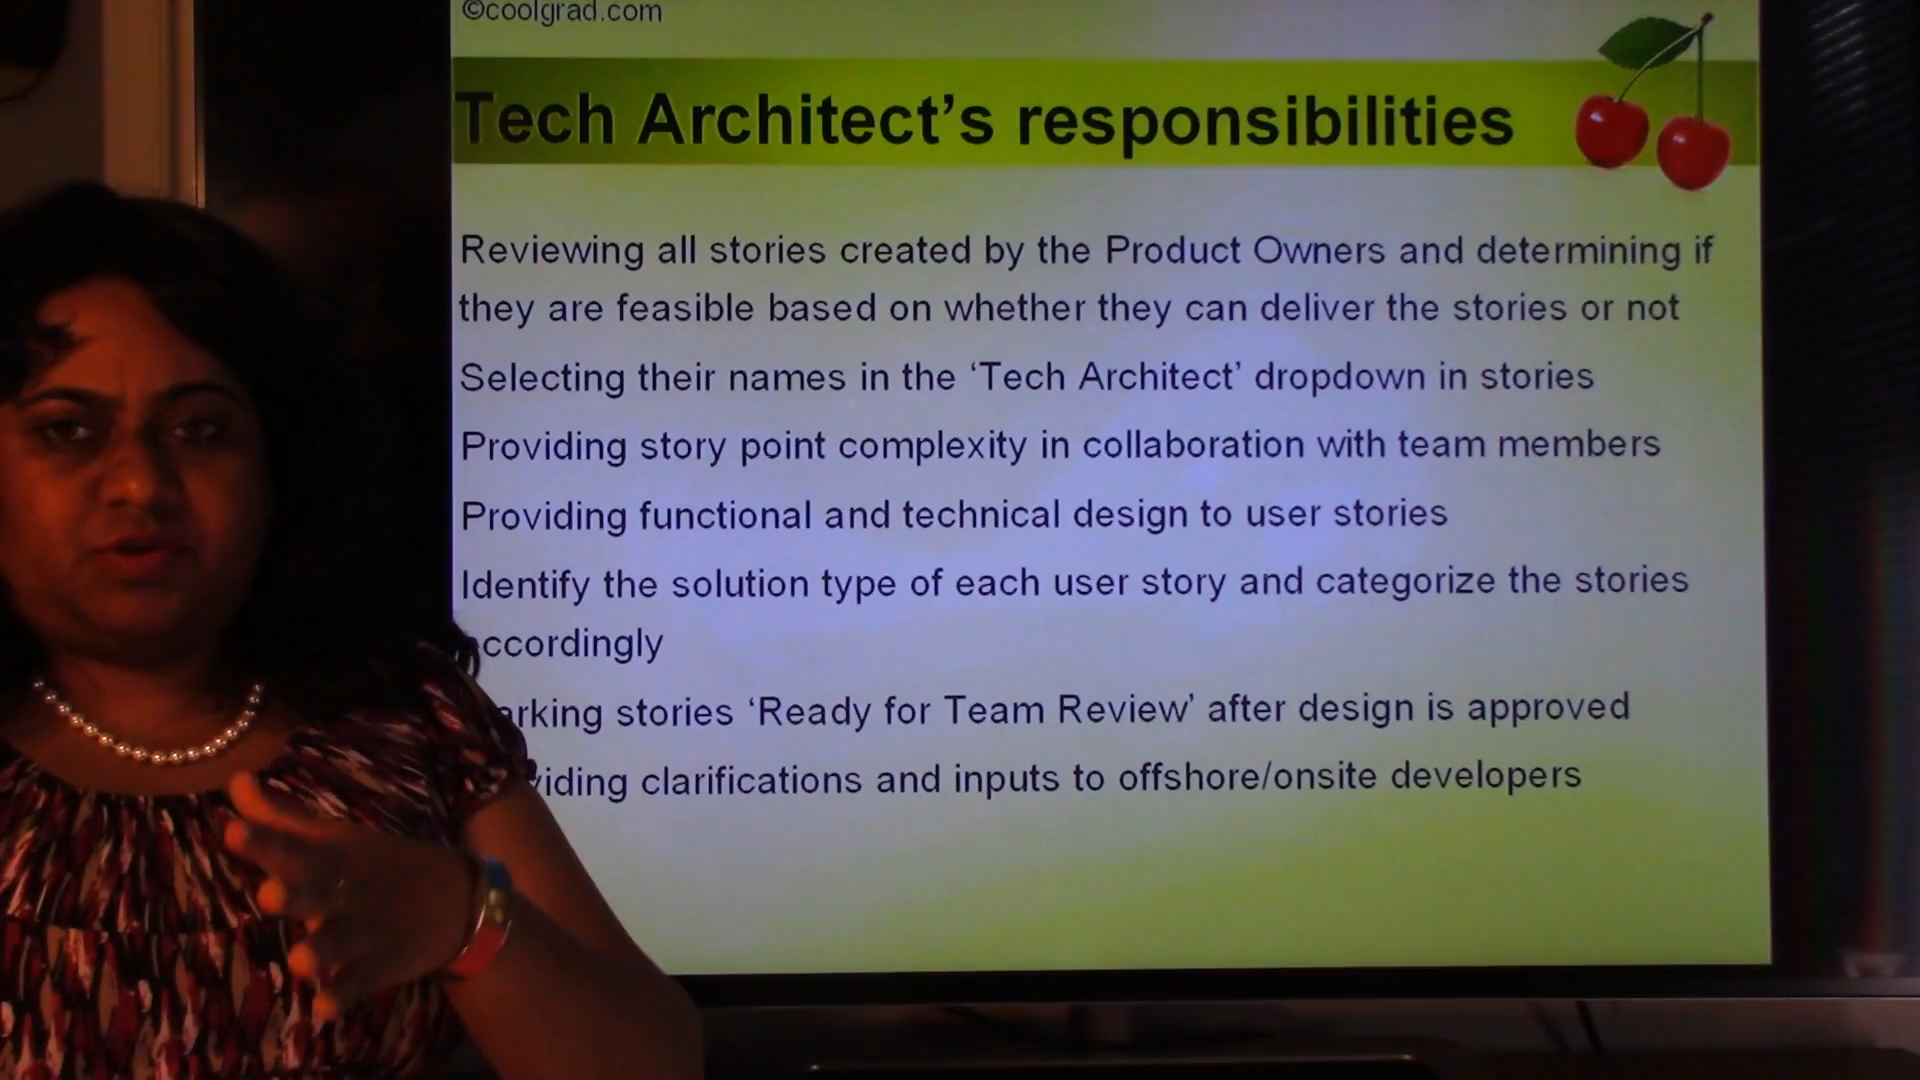 ©coolgrad.com
Tech Architect’s responsibilities
Reviewing all stories created by the Product Owners and determining if
they are feasible based on whether they can deliver the stories or not
Selecting their names in the ‘Tech Architect’ dropdown in stories
Providing story point complexity in collaboration with team members
Providing functional and technical design to user stories
Identify the solution type of each user story and categorize the stories
ccordingly
arking stories ‘Ready for Team Review’ after design is approved
viding clarifications and inputs to offshore/onsite developers